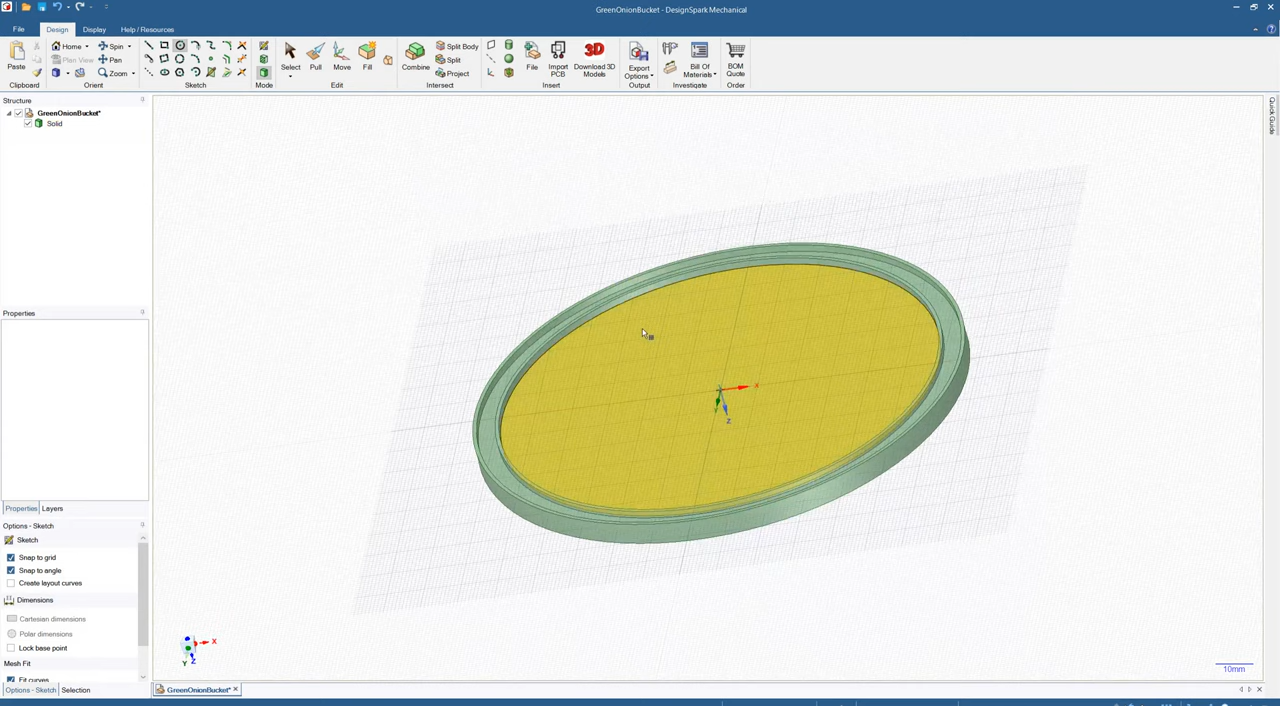 GreenOnionBucket - DesignSpark Mechanical
File
Design
Display
Help / Resources
Paste
Clipboard
Home
Spin
Plan View
Pan
Zoom
Orient
Sketch
Mode
Select
Pull
Move
Fill
Edit
Combine
Split Body
Split
Project
Intersect
File
Import PCB
Download 3D Models
Insert
Export Options
Output
Bill Of Materials
Investigate
BOM Quote
Order
Structure
GreenOnionBucket*
Solid
Quick Guide
Properties
Properties
Layers
Options - Sketch
Sketch
Snap to grid
Snap to angle
Create layout curves
Dimensions
Cartesian dimensions
Polar dimensions
Lock base point
Mesh Fit
Fit curves
Options - Sketch
Selection
X
Z
X
Y
Z
10mm
GreenOnionBucket*